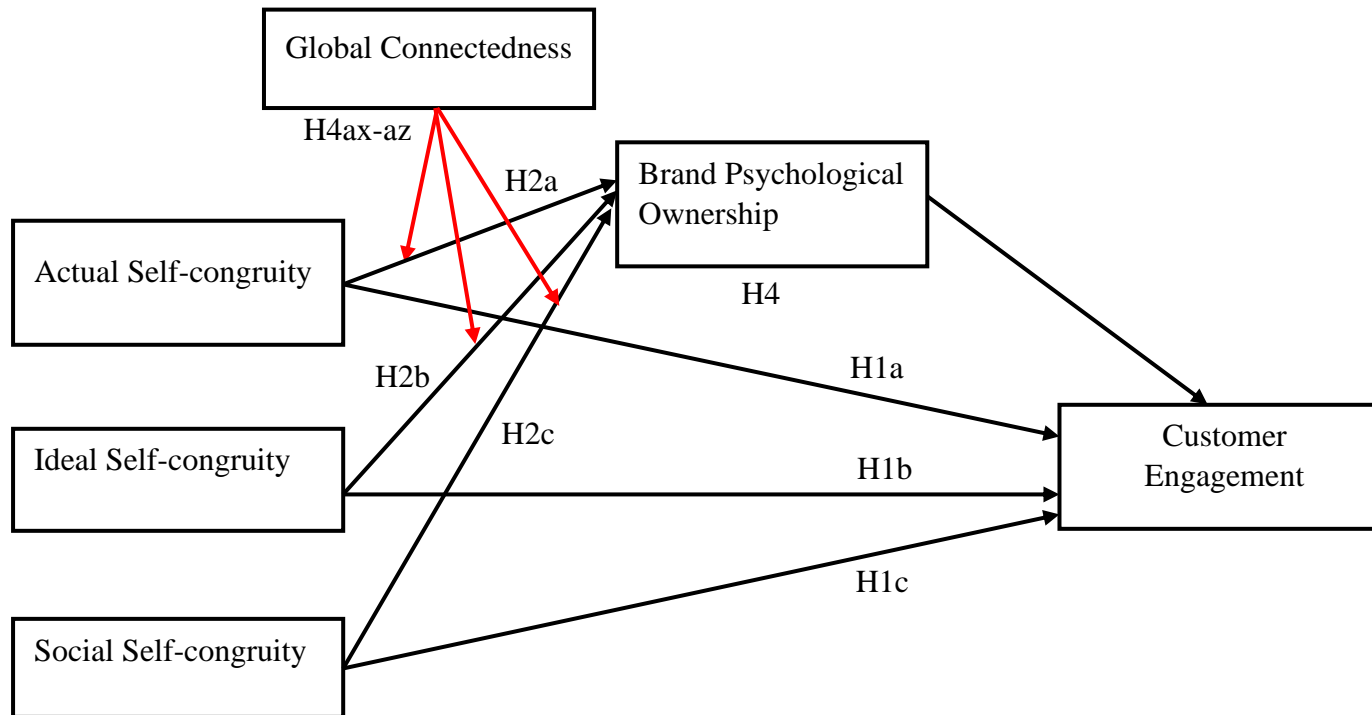 Global Connectedness
H4ax-az
H2a
Brand Psychological
Ownership
Actual Self-congruity
H4
H1a
H2b
H2c
Customer
Engagement
Ideal Self-congruity
H1b
H1c
Social Self-congruity